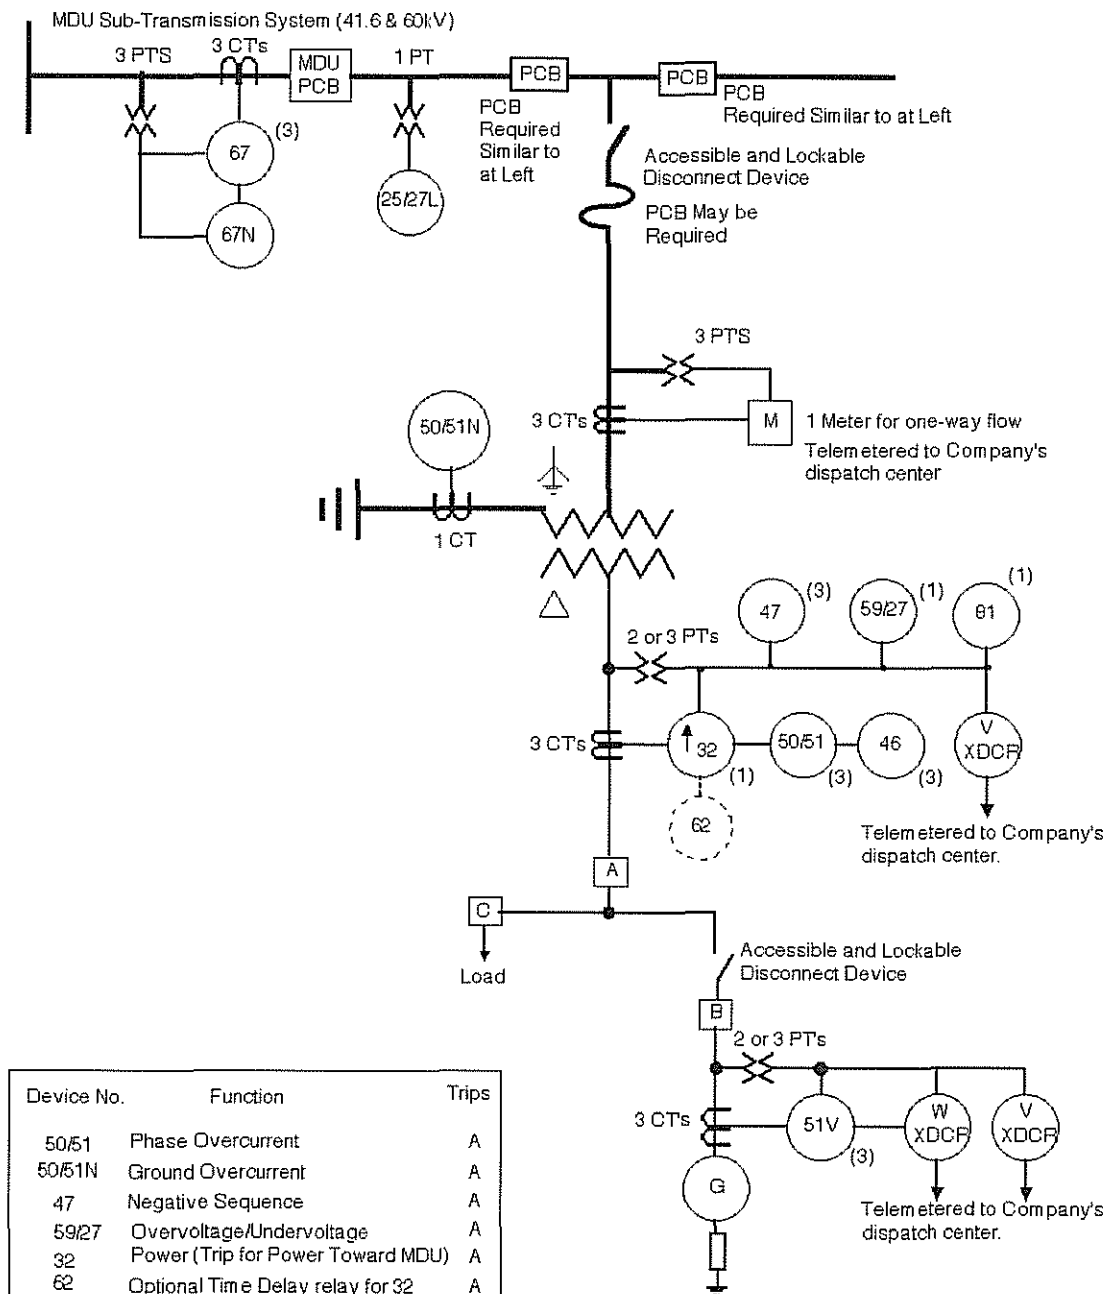 MDU Sub-Transmission System (41.6 & 60kV)
3 PTS
3 CT's
MDU
PCB
1 PT
PCB
PCB
PCB
Required
Similar to
at Left
PCB
Required Similar to at Left
67
(3)
67N
25/27L
Accessible and Lockable
Disconnect Device
PCB May be
Required
3 PTS
50/51N
3 CT's
M
1 Meter for one-way flow
Telemetered to Company's
dispatch center
1 CT
47
(3)
59/27
(1)
81
(1)
2 or 3 PT's
3 CT's
32
(1)
50/51
(3)
46
(3)
V
XDCR
62
Telemetered to Company's
dispatch center.
A
C
Load
Accessible and Lockable
Disconnect Device
B
2 or 3 PT's
3 CT's
51V
(3)
W
XDCR
V
XDCR
G
Telemetered to Company's
dispatch center.
Device No. Function Trips
50/51 Phase Overcurrent A
50/51N Ground Overcurrent A
47 Negative Sequence A
59/27 Overvoltage/Undervoltage A
32 Power (Trip for Power Toward MDU) A
62 Optional Time Delay relay for 32 A